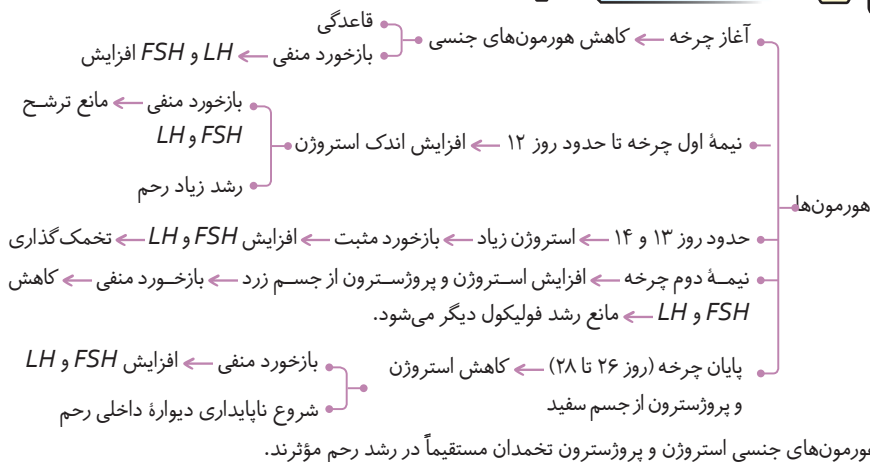 هورمون‌ها
آغاز چرخه ← کاهش هورمون‌های جنسی
قاعدگی
بازخورد منفی ← LH و FSH افزایش
نیمهٔ اول چرخه تا حدود روز ۱۲ ← افزایش اندک استروژن
بازخورد منفی ← مانع ترشح
FSH و LH
رشد زیاد رحم
حدود روز ۱۳ و ۱۴ ← استروژن زیاد ← بازخورد مثبت ← افزایش FSH و LH ← تخمک‌گذاری
نیمهٔ دوم چرخه ← افزایش استروژن و پروژسترون از جسم زرد ← بازخورد منفی ← کاهش
FSH و LH ← مانع رشد فولیکول دیگر می‌شود.
پایان چرخه (روز ۲۶ تا ۲۸) ← کاهش استروژن
و پروژسترون از جسم سفید
بازخورد منفی ← افزایش FSH و LH
شروع ناپایداری دیوارهٔ داخلی رحم
هورمون‌های جنسی استروژن و پروژسترون تخمدان مستقیماً در رشد رحم مؤثرند.